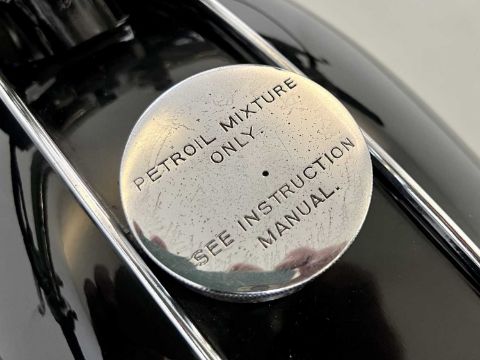 PETROIL MIXTURE
ONLY.
SEE INSTRUCTION
MANUAL.